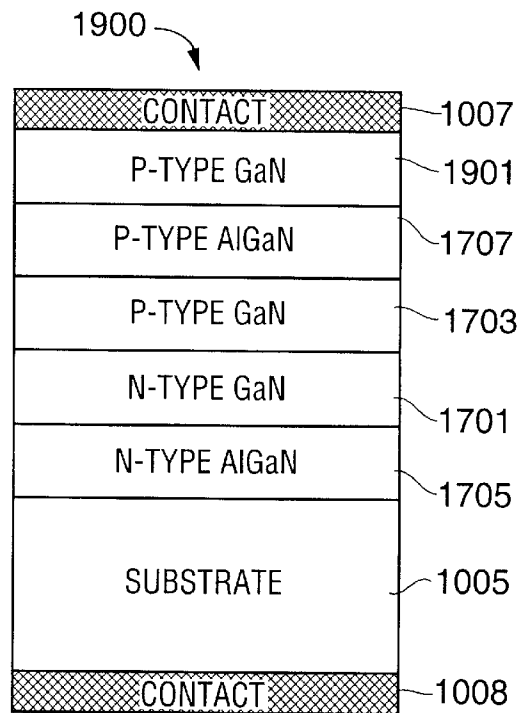 1900
CONTACT 1007
P-TYPE GaN 1901
P-TYPE AlGaN 1707
P-TYPE GaN 1703
N-TYPE GaN 1701
N-TYPE AlGaN 1705
SUBSTRATE 1005
CONTACT 1008